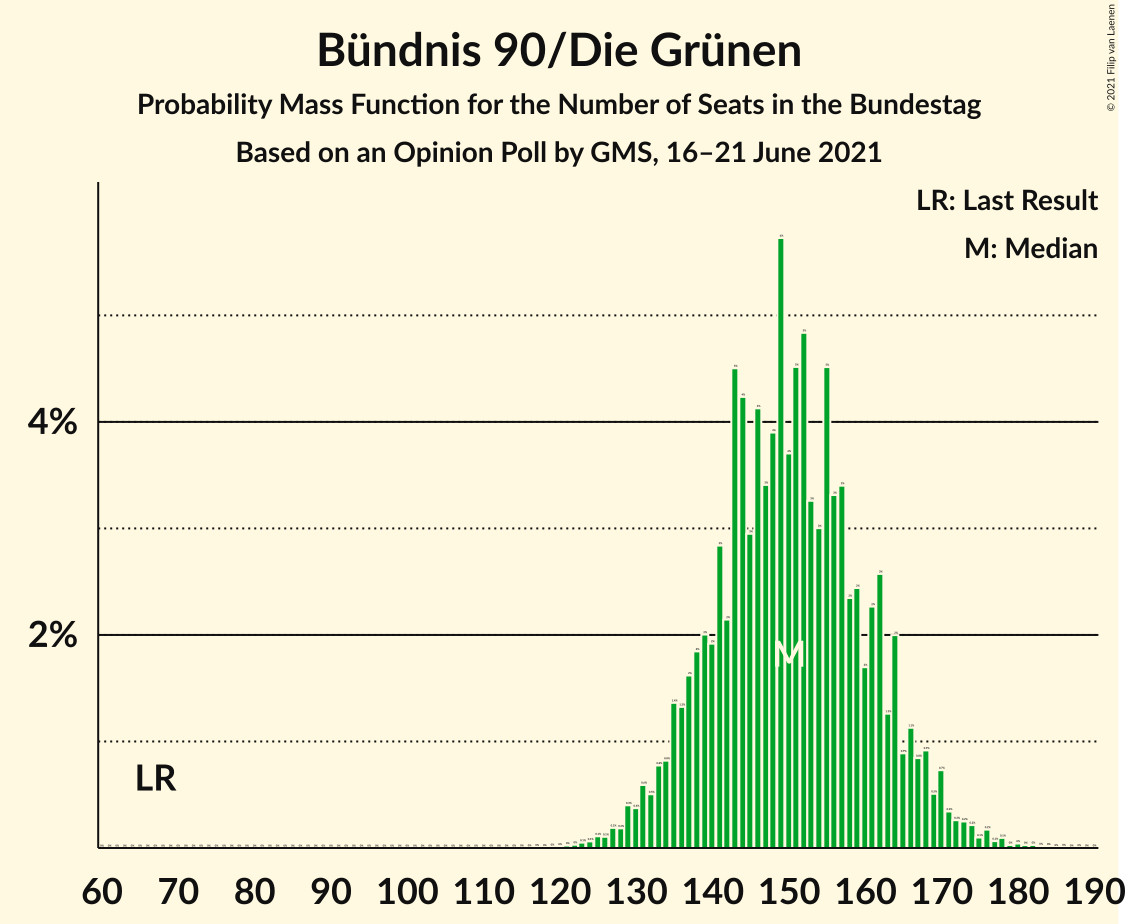 Bündnis 90/Die Grünen
Probability Mass Function for the Number of Seats in the Bundestag
Based on an Opinion Poll by GMS, 16–21 June 2021
© 2021 Filip van Laenen
LR: Last Result
M: Median
4%
2%
M
LR
60 70 80 90 100 110 120 130 140 150 160 170 180 190